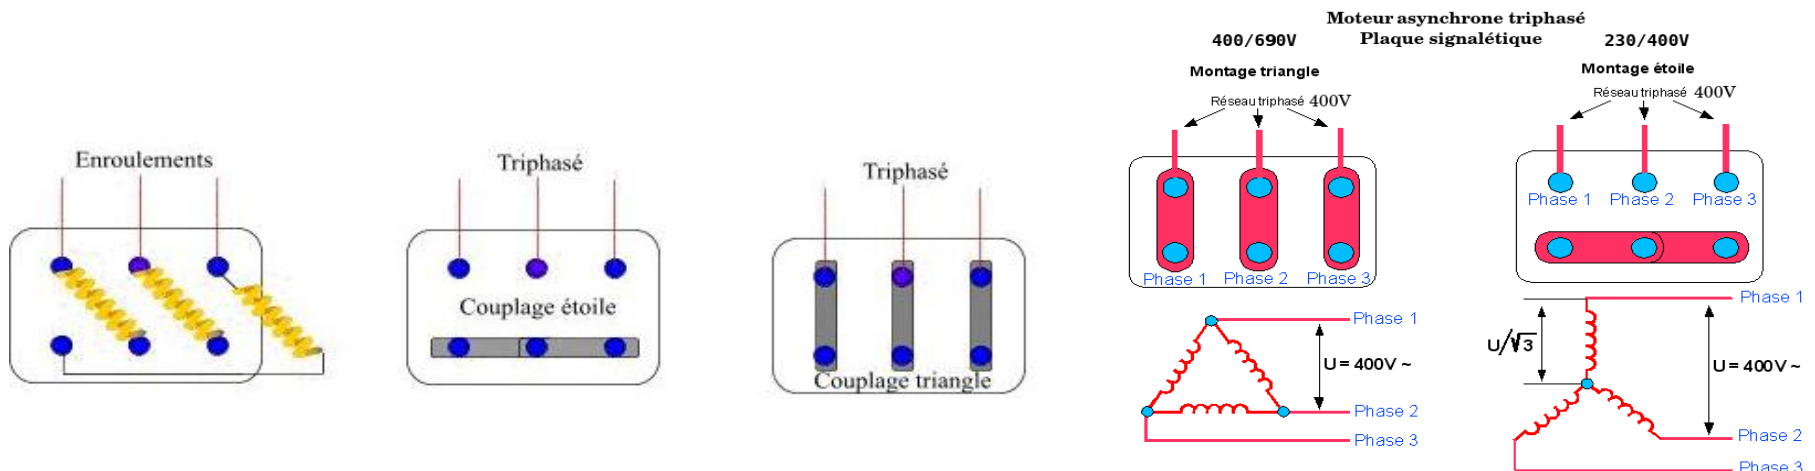 Enroulements
Triphasé
Couplage étoile
Triphasé
Couplage triangle
Moteur asynchrone triphasé
Plaque signalétique
400/690V
Montage triangle
Réseau triphasé 400V
Phase 1 Phase 2 Phase 3
Phase 1
U = 400V ~
Phase 2
Phase 3
230/400V
Montage étoile
Réseau triphasé 400V
Phase 1 Phase 2 Phase 3
Phase 1
U/√3
U = 400V ~
Phase 2
Phase 3